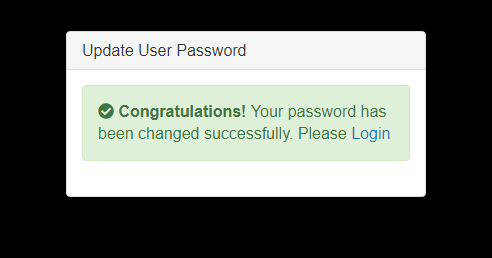 Update User Password
Congratulations! Your password has
been changed successfully. Please Login